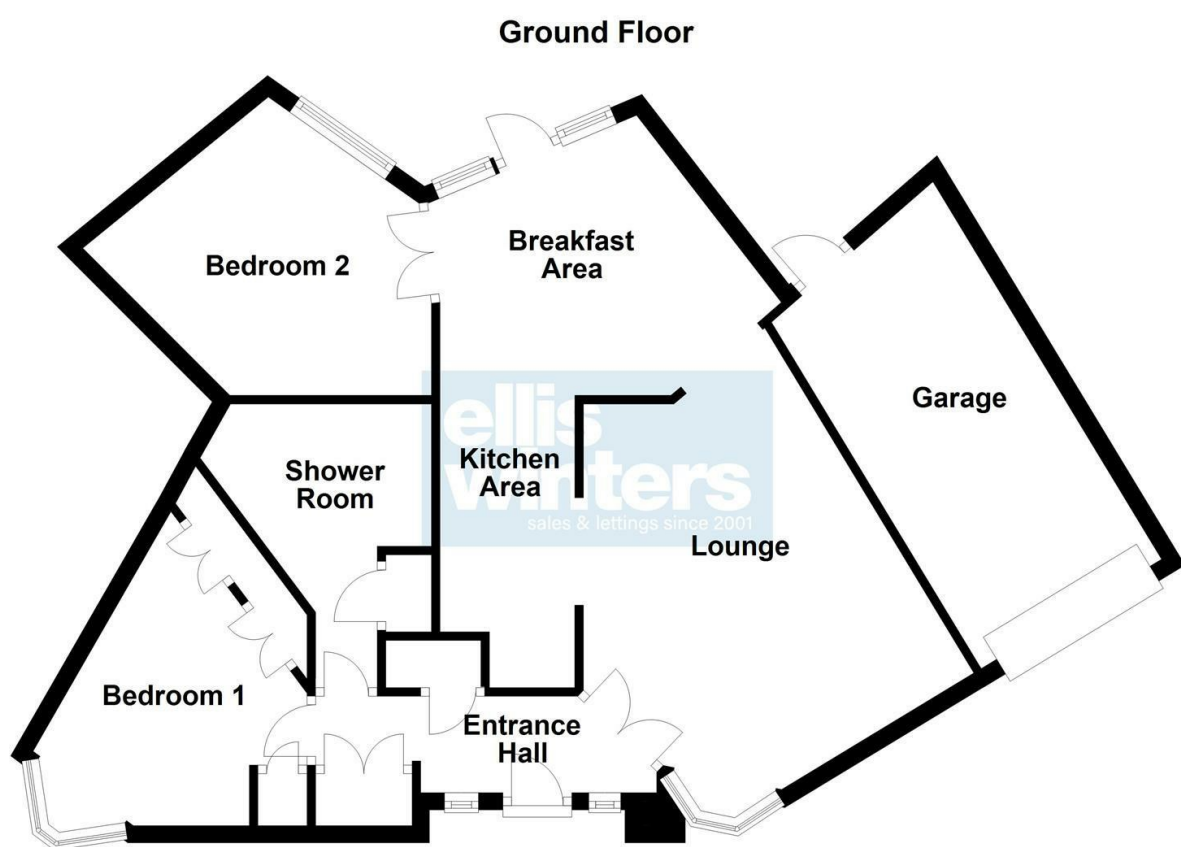 Ground Floor
Bedroom 2
Breakfast
Area
Garage
ellis
winters
sales & lettings since 2001
Kitchen
Area
Shower
Room
Lounge
Bedroom 1
Entrance
Hall